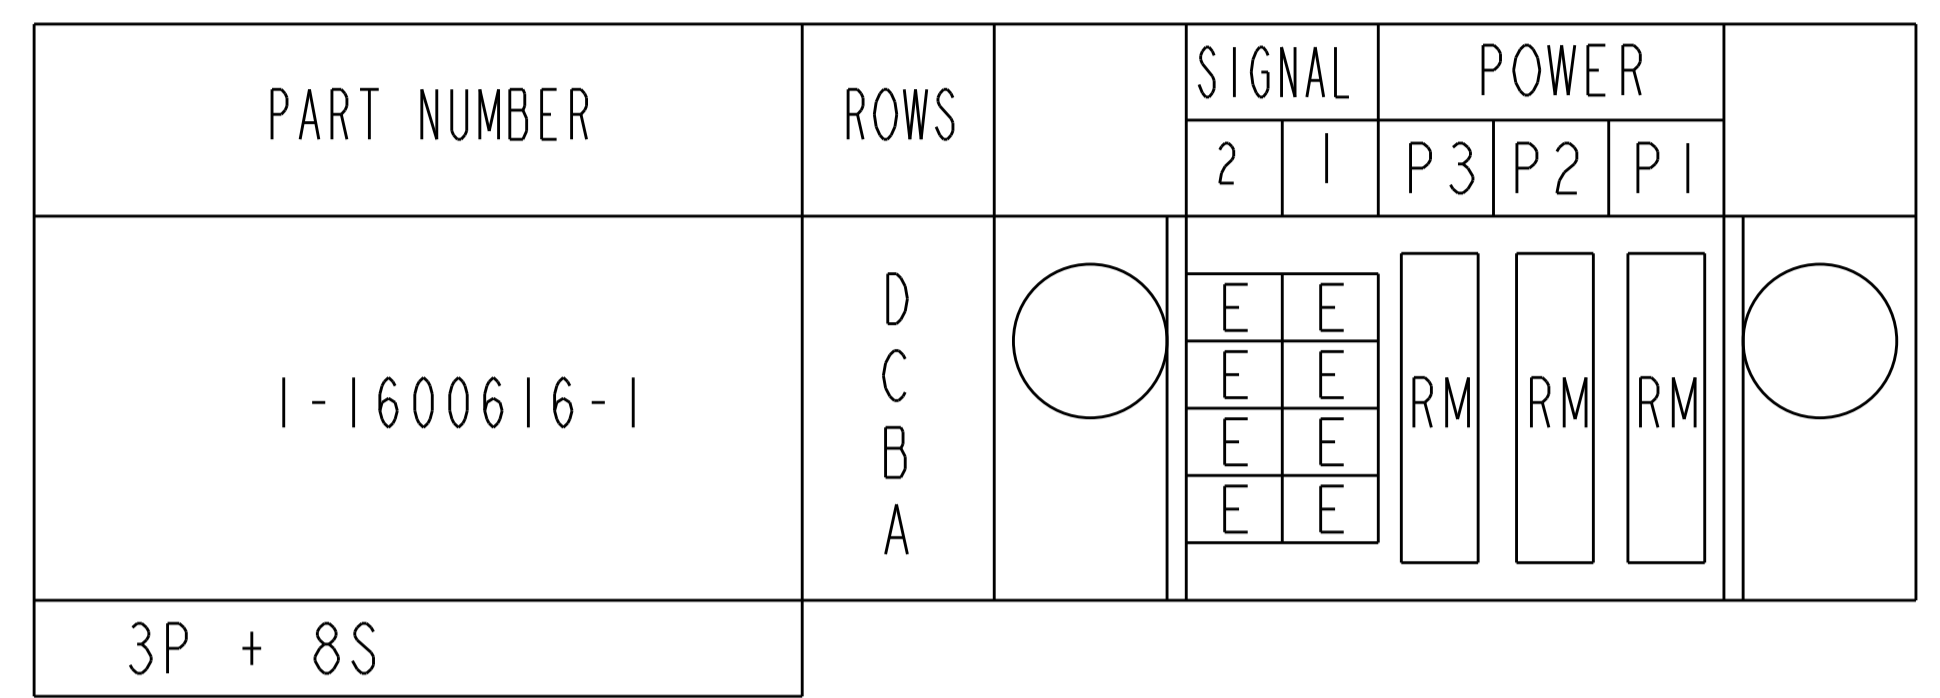 PART NUMBER ROWS SIGNAL POWER
2 1 P3 P2 P1
1-1600616-1
D E E
C E E
B E E
A E E
RM RM RM
3P + 8S